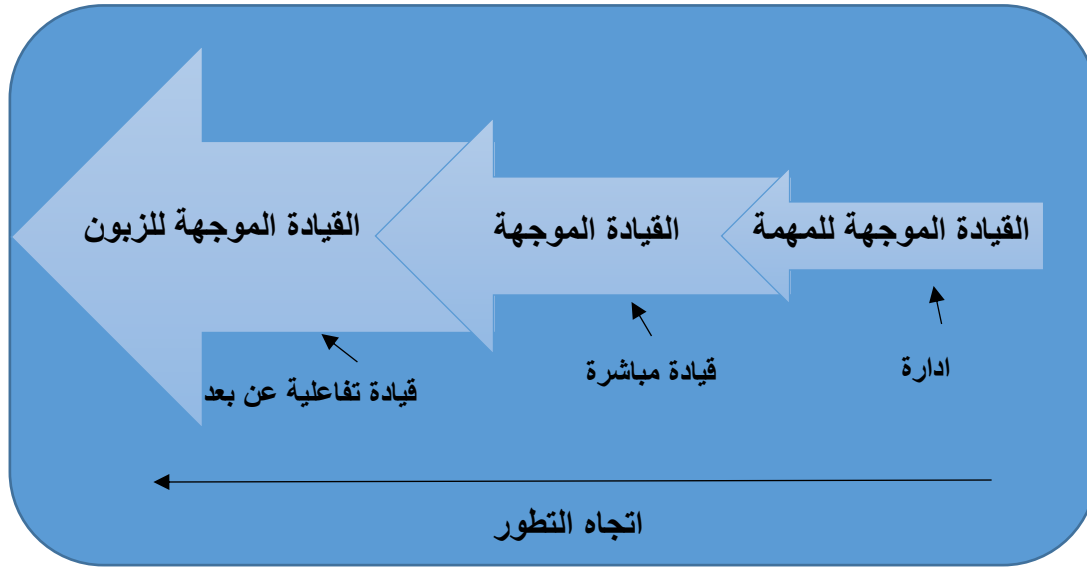 القيادة الموجهة للمهمة
القيادة الموجهة
القيادة الموجهة للزبون
ادارة
قيادة مباشرة
قيادة تفاعلية عن بعد
اتجاه التطور